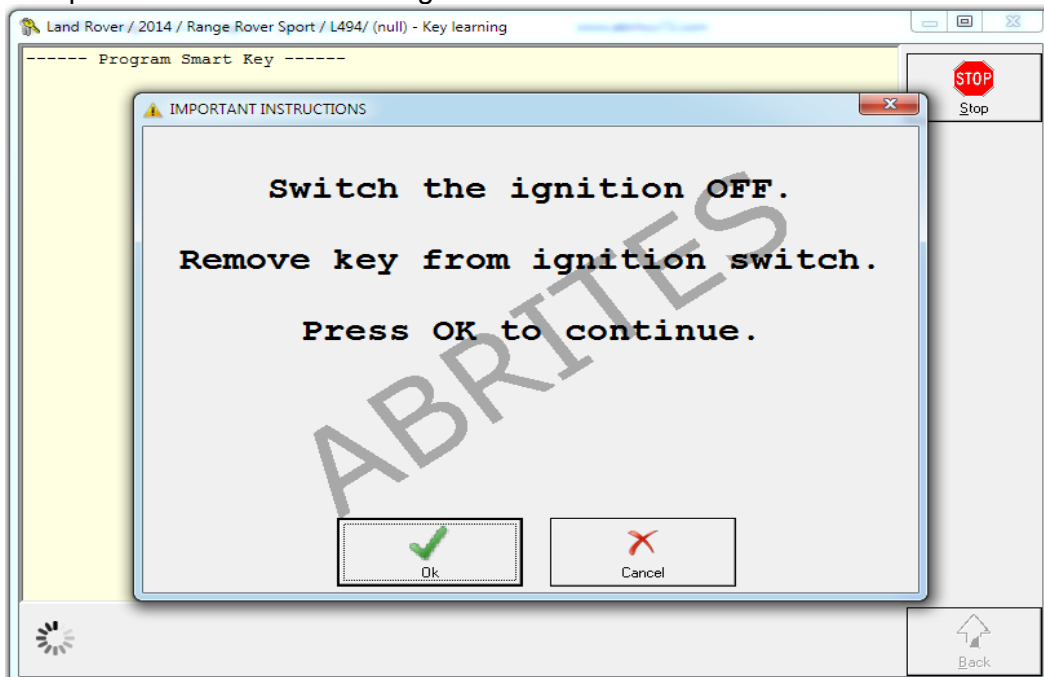 Land Rover / 2014 / Range Rover Sport / L494/ (null) - Key learning
------ Program Smart Key ------
STOP
Stop
IMPORTANT INSTRUCTIONS
Switch the ignition OFF.
Remove key from ignition switch.
Press OK to continue.
ABRITES
Ok
Cancel
Back